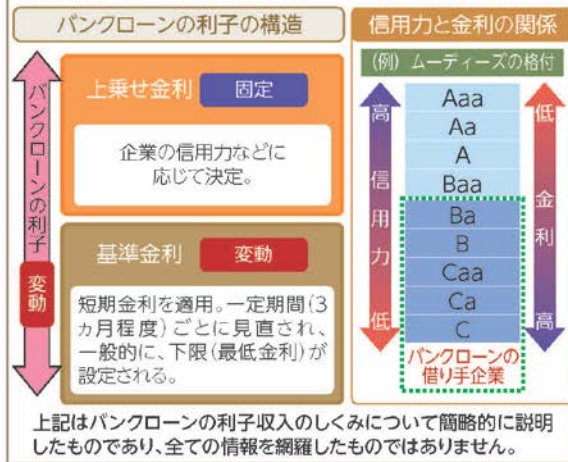 バンクローンの利子の構造
バンクローンの利子
変動
上乗せ金利 固定
企業の信用力などに
応じて決定。
基準金利 変動
短期金利を適用。一定期間(3
ヵ月程度)ごとに見直され、
一般的に、下限(最低金利)が
設定される。
信用力と金利の関係
(例) ムーディーズの格付
高 信用力 低
Aaa
Aa
A
Baa
Ba
B
Caa
Ca
C
低 金利 高
バンクローンの
借り手企業
上記はバンクローンの利子収入のしくみについて簡略的に説明
したものであり、全ての情報を網羅したものではありません。